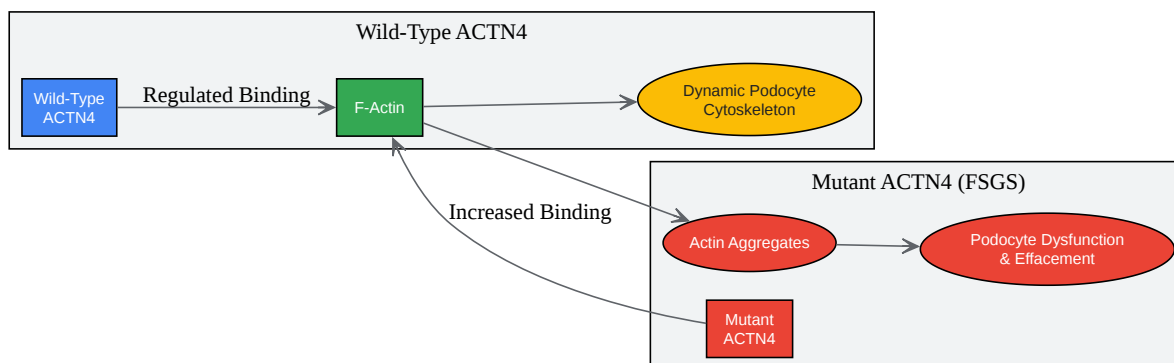 Wild-Type ACTN4
Wild-Type
ACTN4
Regulated Binding
F-Actin
Dynamic Podocyte
Cytoskeleton
Mutant ACTN4 (FSGS)
Increased Binding
Actin Aggregates
Podocyte Dysfunction
& Effacement
Mutant
ACTN4